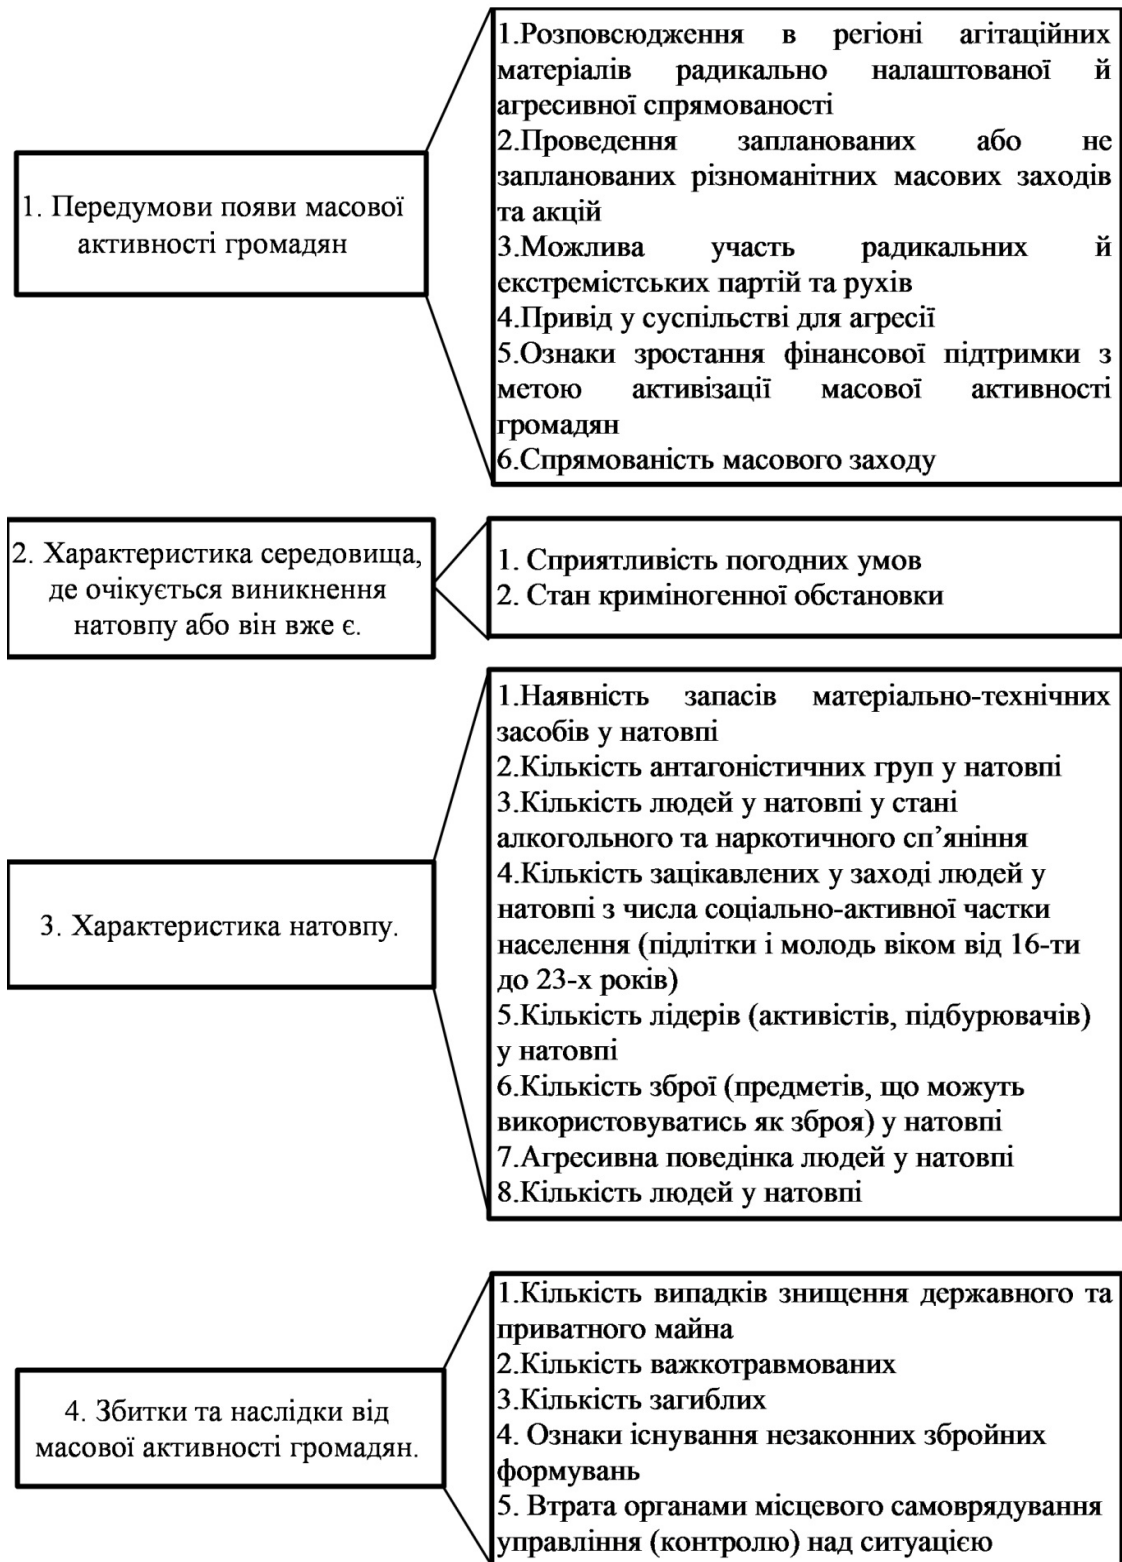 1. Передумови появи масової
активності громадян
1.Розповсюдження в регіоні агітаційних
матеріалів радикально налаштованої й
агресивної спрямованості
2.Проведення запланованих або не
запланованих різноманітних масових заходів
та акцій
3.Можлива участь радикальних й
екстремістських партій та рухів
4.Привід у суспільстві для агресії
5.Ознаки зростання фінансової підтримки з
метою активізації масової активності
громадян
6.Спрямованість масового заходу
2. Характеристика середовища,
де очікується виникнення
натовпу або він вже є.
1. Сприятливість погодних умов
2. Стан криміногенної обстановки
3. Характеристика натовпу.
1.Наявність запасів матеріально-технічних
засобів у натовпі
2.Кількість антагоністичних груп у натовпі
3.Кількість людей у натовпі у стані
алкогольного та наркотичного сп’яніння
4.Кількість зацікавлених у заході людей у
натовпі з числа соціально-активної частки
населення (підлітки і молодь віком від 16-ти
до 23-х років)
5.Кількість лідерів (активістів, підбурювачів)
у натовпі
6.Кількість зброї (предметів, що можуть
використовуватись як зброя) у натовпі
7.Агресивна поведінка людей у натовпі
8.Кількість людей у натовпі
4. Збитки та наслідки від
масової активності громадян.
1.Кількість випадків знищення державного та
приватного майна
2.Кількість важкотравмованих
3.Кількість загиблих
4. Ознаки існування незаконних збройних
формувань
5. Втрата органами місцевого самоврядування
управління (контролю) над ситуацією